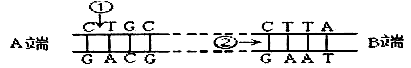 ①
C T G C C T T A
A端 ② B端
G A C G G A A T